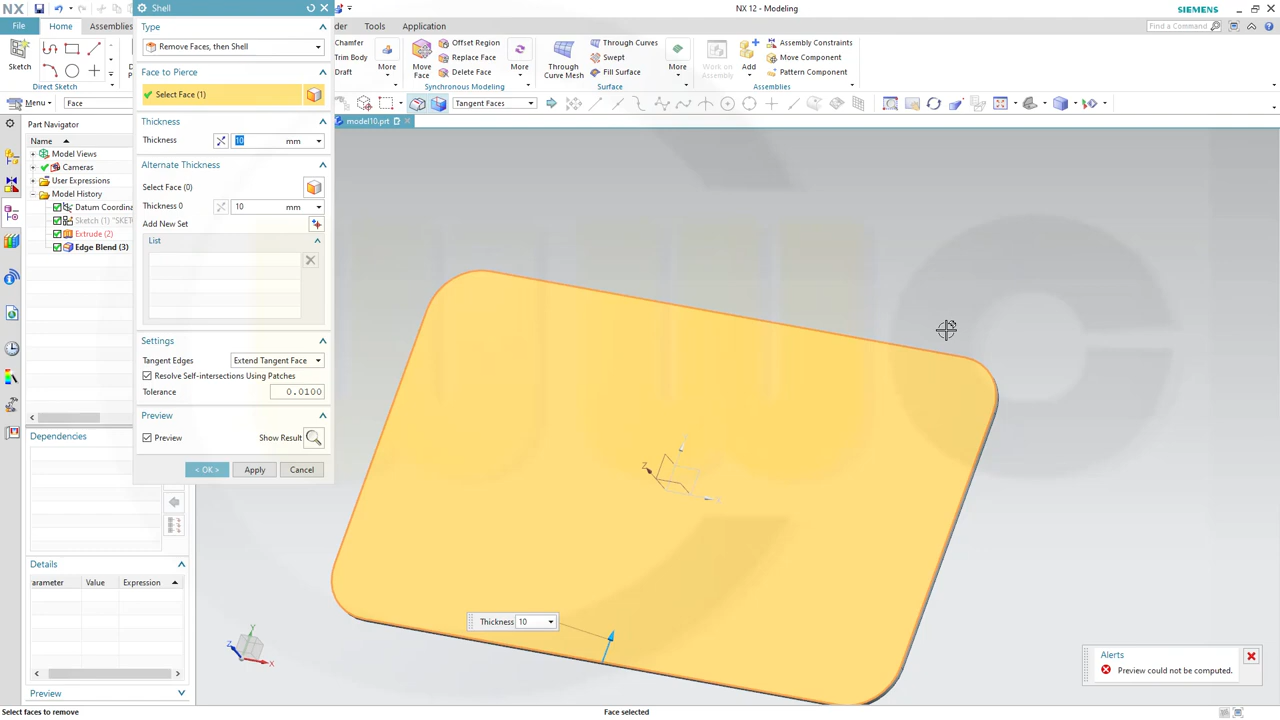 NX
Shell
NX 12 - Modeling
SIEMENS
File
Home
Assemblies
der
Tools
Application
Find a Command
Type
Remove Faces, then Shell
Face to Pierce
Select Face (1)
Thickness
Thickness
10
mm
Alternate Thickness
Select Face (0)
Thickness 0
10
mm
Add New Set
List
Settings
Tangent Edges
Extend Tangent Face
Resolve Self-intersections Using Patches
Tolerance
0.0100
Preview
Preview
Show Result
< OK >
Apply
Cancel
Sketch
Direct Sketch
Menu
Face
Chamfer
Trim Body
Draft
More
Move
Face
Offset Region
Replace Face
Delete Face
More
Synchronous Modeling
Through
Curve Mesh
Through Curves
Swept
Fill Surface
More
Surface
Work on
Assembly
Add
Assembly Constraints
Move Component
Pattern Component
Assemblies
Tangent Faces
model10.prt
Part Navigator
Name
Model Views
Cameras
User Expressions
Model History
Datum Coordina
Sketch (1) "SKET
Extrude (2)
Edge Blend (3)
Dependencies
Details
arameter
Value
Expression
Preview
Select faces to remove
Face selected
Thickness
10
Z
Y
Z
X
Alerts
Preview could not be computed.